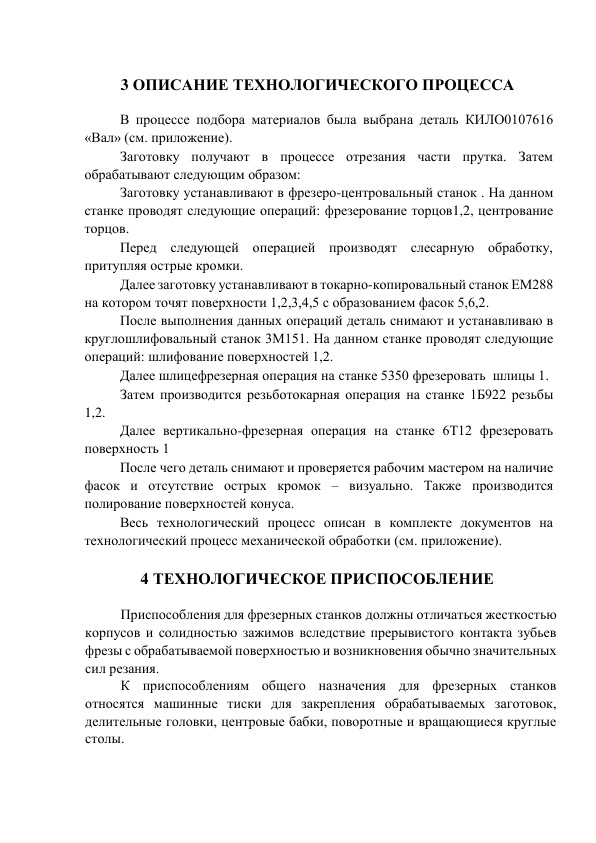 3 ОПИСАНИЕ ТЕХНОЛОГИЧЕСКОГО ПРОЦЕССА
В процессе подбора материалов была выбрана деталь КИЛО0107616
«Вал» (см. приложение).
Заготовку получают в процессе отрезания части прутка. Затем
обрабатывают следующим образом:
Заготовку устанавливают в фрезеро-центровальный станок . На данном
станке проводят следующие операций: фрезерование торцов1,2, центрование
торцов.
Перед следующей операцией производят слесарную обработку,
притупляя острые кромки.
Далее заготовку устанавливают в токарно-копировальный станок ЕМ288
на котором точят поверхности 1,2,3,4,5 с образованием фасок 5,6,2.
После выполнения данных операций деталь снимают и устанавливаю в
круглошлифовальный станок 3М151. На данном станке проводят следующие
операций: шлифование поверхностей 1,2.
Далее шлицефрезерная операция на станке 5350 фрезеровать  шлицы 1.
Затем производится резьботокарная операция на станке 1Б922 резьбы
1,2.
Далее вертикально-фрезерная операция на станке 6Т12 фрезеровать
поверхность 1
После чего деталь снимают и проверяется рабочим мастером на наличие
фасок и отсутствие острых кромок – визуально. Также производится
полирование поверхностей конуса.
Весь технологический процесс описан в комплекте документов на
технологический процесс механической обработки (см. приложение).
4 ТЕХНОЛОГИЧЕСКОЕ ПРИСПОСОБЛЕНИЕ
Приспособления для фрезерных станков должны отличаться жесткостью
корпусов и солидностью зажимов вследствие прерывистого контакта зубьев
фрезы с обрабатываемой поверхностью и возникновения обычно значительных
сил резания.
К приспособлениям общего назначения для фрезерных станков
относятся машинные тиски для закрепления обрабатываемых заготовок,
делительные головки, центровые бабки, поворотные и вращающиеся круглые
столы.